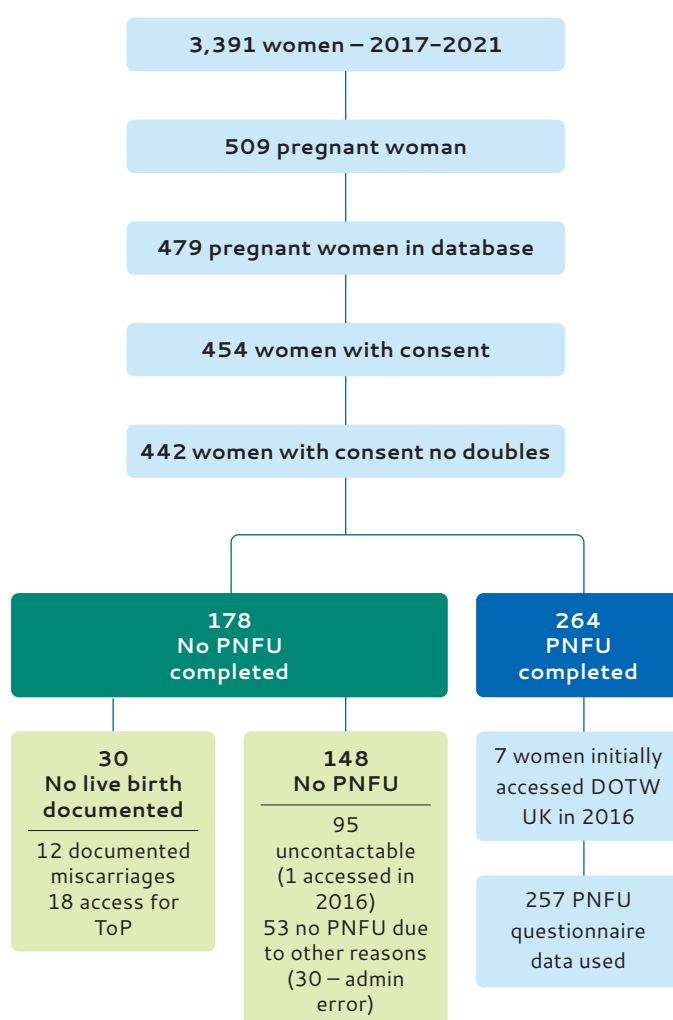 3,391 women – 2017-2021
509 pregnant woman
479 pregnant women in database
454 women with consent
442 women with consent no doubles
178
No PNFU
completed
264
PNFU
completed
30
No live birth
documented
12 documented
miscarriages
18 access for
ToP
148
No PNFU
95
uncontactable
(1 accessed in
2016)
53 no PNFU due
to other reasons
(30 – admin
error)
7 women initially
accessed DOTW
UK in 2016
257 PNFU
questionnaire
data used